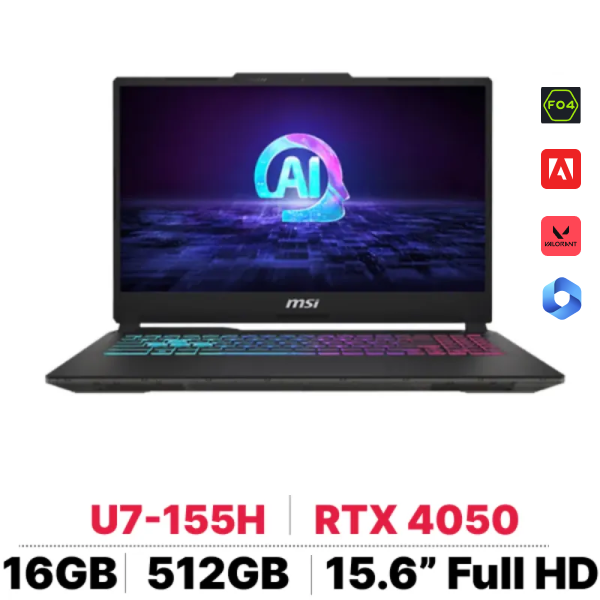 AI
msi
FO4
VALORANT
U7-155H
RTX 4050
16GB
512GB
15.6” Full HD